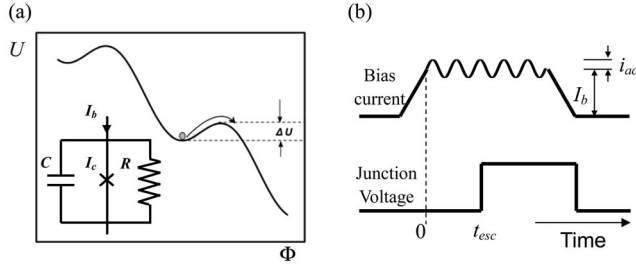 (a)
U
ΔU
I_b
C
I_c
R
Φ
(b)
Bias
current
i_ac
I_b
Junction
Voltage
0
t_esc
Time